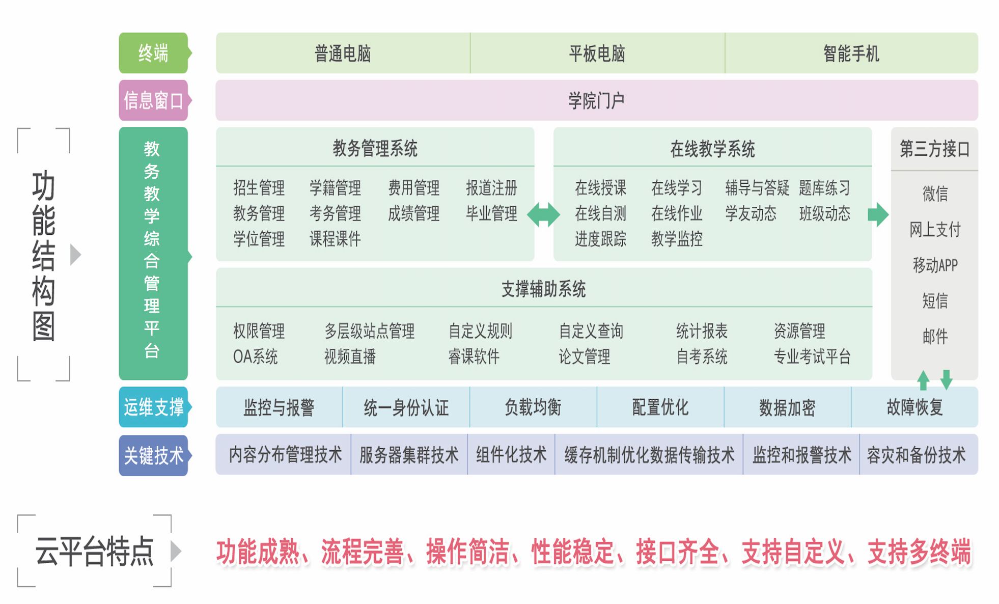 功能结构图
终端
普通电脑
平板电脑
智能手机
信息窗口
学院门户
教务教学综合管理平台
教务管理系统
招生管理 学籍管理 费用管理 报道注册
教务管理 考务管理 成绩管理 毕业管理
学位管理 课程课件
在线教学系统
在线授课 在线学习 辅导与答疑 题库练习
在线自测 在线作业 学友动态 班级动态
进度跟踪 教学监控
第三方接口
微信
网上支付
移动APP
短信
邮件
支撑辅助系统
权限管理 多层级站点管理 自定义规则 自定义查询 统计报表 资源管理
OA系统 视频直播 睿课软件 论文管理 自考系统 专业考试平台
运维支撑
监控与报警
统一身份认证
负载均衡
配置优化
数据加密
故障恢复
关键技术
内容分布管理技术
服务器集群技术
组件化技术
缓存机制优化数据传输技术
监控和报警技术
容灾和备份技术
云平台特点
功能成熟、流程完善、操作简洁、性能稳定、接口齐全、支持自定义、支持多终端